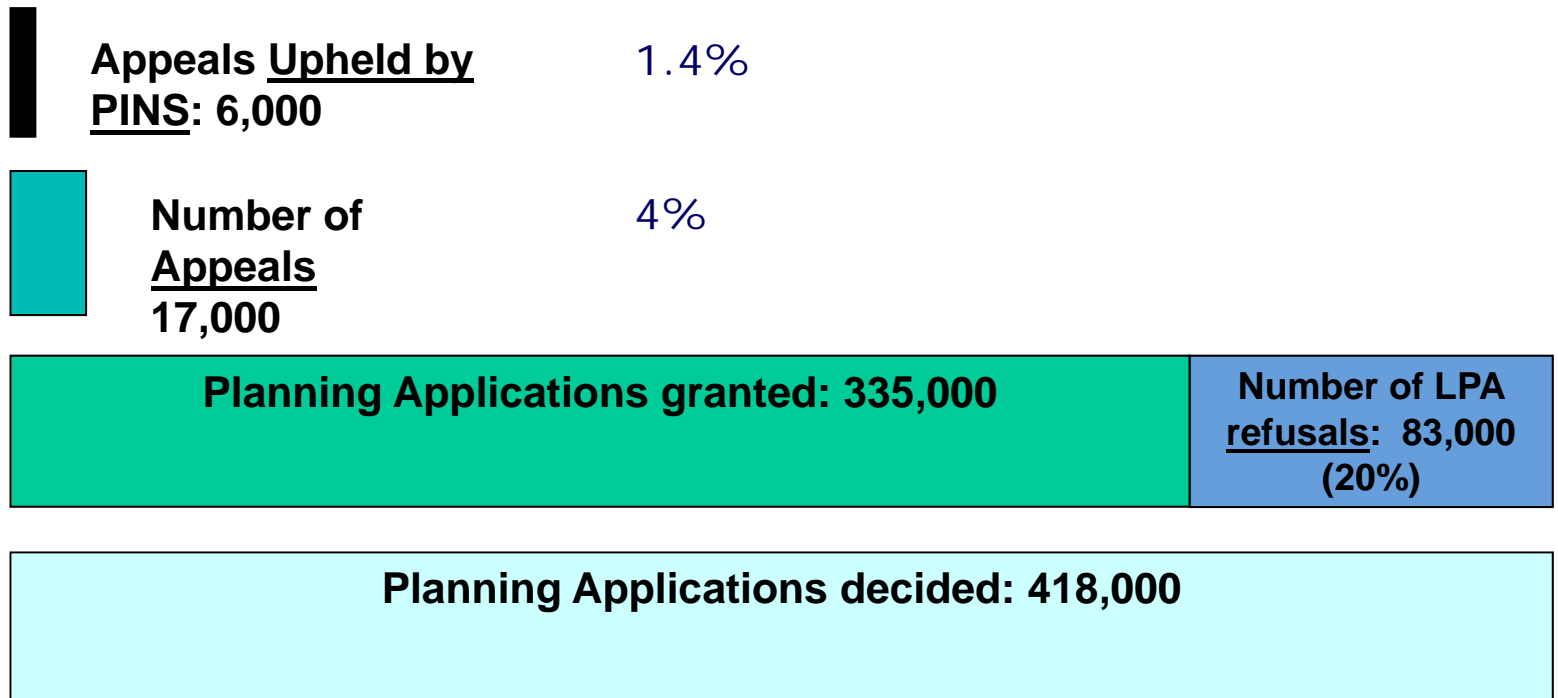 Appeals Upheld by 1.4%
PINS: 6,000
Number of 4%
Appeals
17,000
Planning Applications granted: 335,000
Number of LPA
refusals: 83,000
(20%)
Planning Applications decided: 418,000